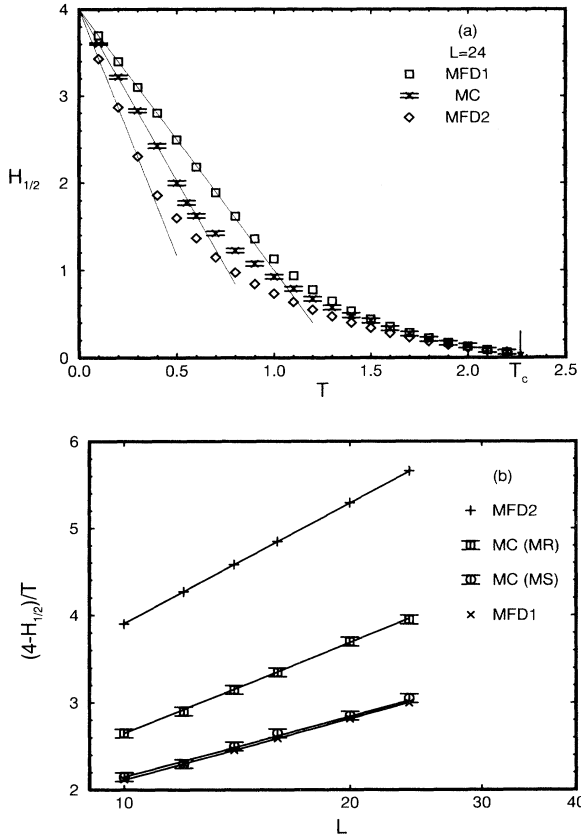 4
3
2
1
0
H1/2
(a)
L=24
MFD1
MC
MFD2
0.0 0.5 1.0 1.5 2.0 Tc 2.5
T
6
5
4
3
2
(4-H1/2)/T
(b)
MFD2
MC (MR)
MC (MS)
MFD1
10 20 30 40
L